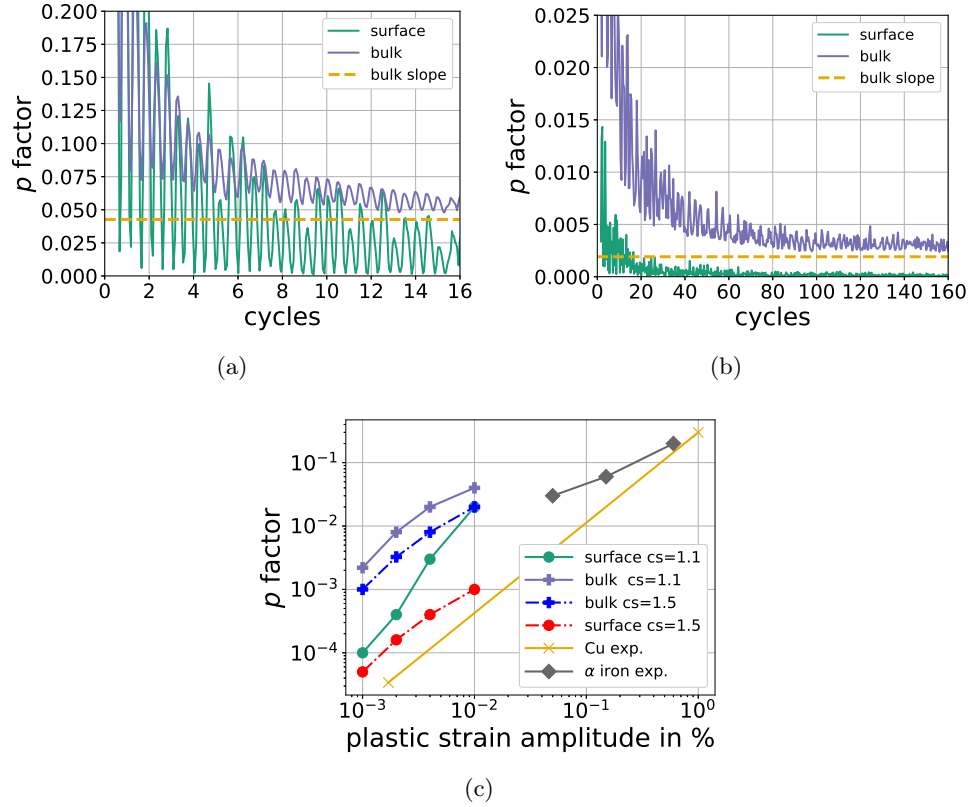 0.200
0.175
0.150
0.125
0.100
0.075
0.050
0.025
0.000
p factor
0 2 4 6 8 10 12 14 16
cycles
surface
bulk
bulk slope
(a)
0.025
0.020
0.015
0.010
0.005
0.000
p factor
0 20 40 60 80 100 120 140 160
cycles
surface
bulk
bulk slope
(b)
10⁻¹
10⁻²
10⁻³
10⁻⁴
p factor
surface cs=1.1
bulk cs=1.1
bulk cs=1.5
surface cs=1.5
Cu exp.
α iron exp.
10⁻³ 10⁻² 10⁻¹ 10⁰
plastic strain amplitude in %
(c)